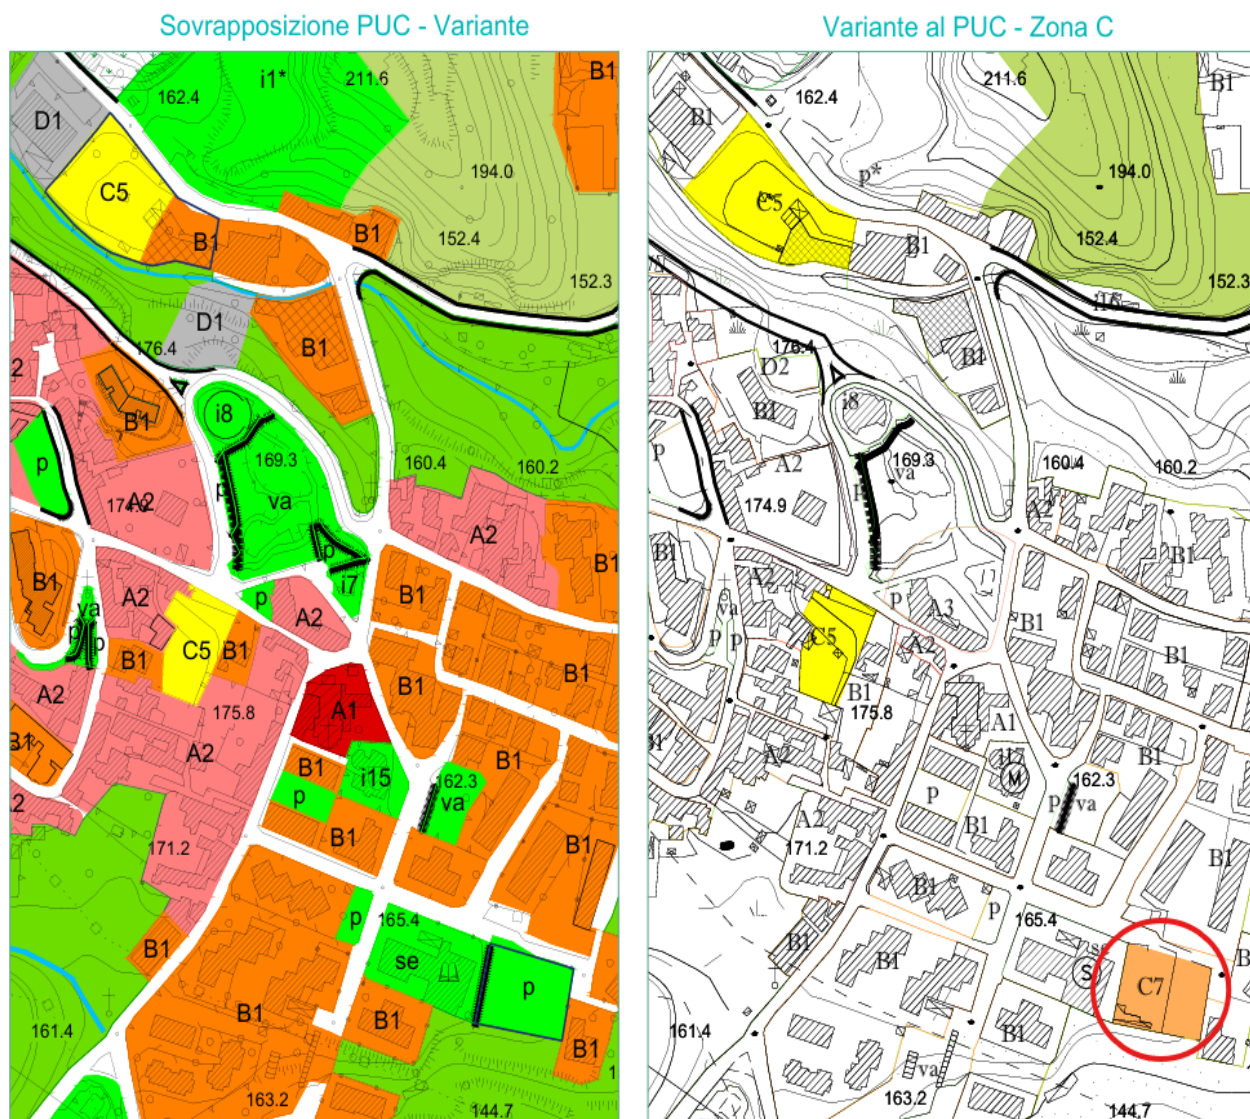 Sovrapposizione PUC - Variante
Variante al PUC - Zona C
i1*
211.6
B1
162.4
D1
194.0
C5
B1
B1
152.4
152.3
D1
176.4
B1
2
B1
i8
p
169.3
160.4
160.2
p
va
A2
A2
B1
p
i7
B1
B1
A2
va
p
A2
p
p
C5
B1
B1
B1
A2
B1
175.8
A1
A2
B1
B1
i15
162.3
B1
p
va
2
B1
B1
171.2
p
165.4
B1
se
p
161.4
B1
B1
B1
1
163.2
144.7
211.6
B1
162.4
B1
194.0
p*
C5
B1
152.4
152.3
176.4
D2
B1
i8
B1
p
A2
169.3
va
160.4
160.2
174.9
A2
B1
B1
A2
va
p
A3
B1
p
p
C5
A2
B1
B1
175.8
A1
A2
i17
M
B1
162.3
p
p
va
A2
B1
171.2
B1
B1
p
165.4
se
S
B1
B1
B
C7
161.4
B1
va
163.2
144.7